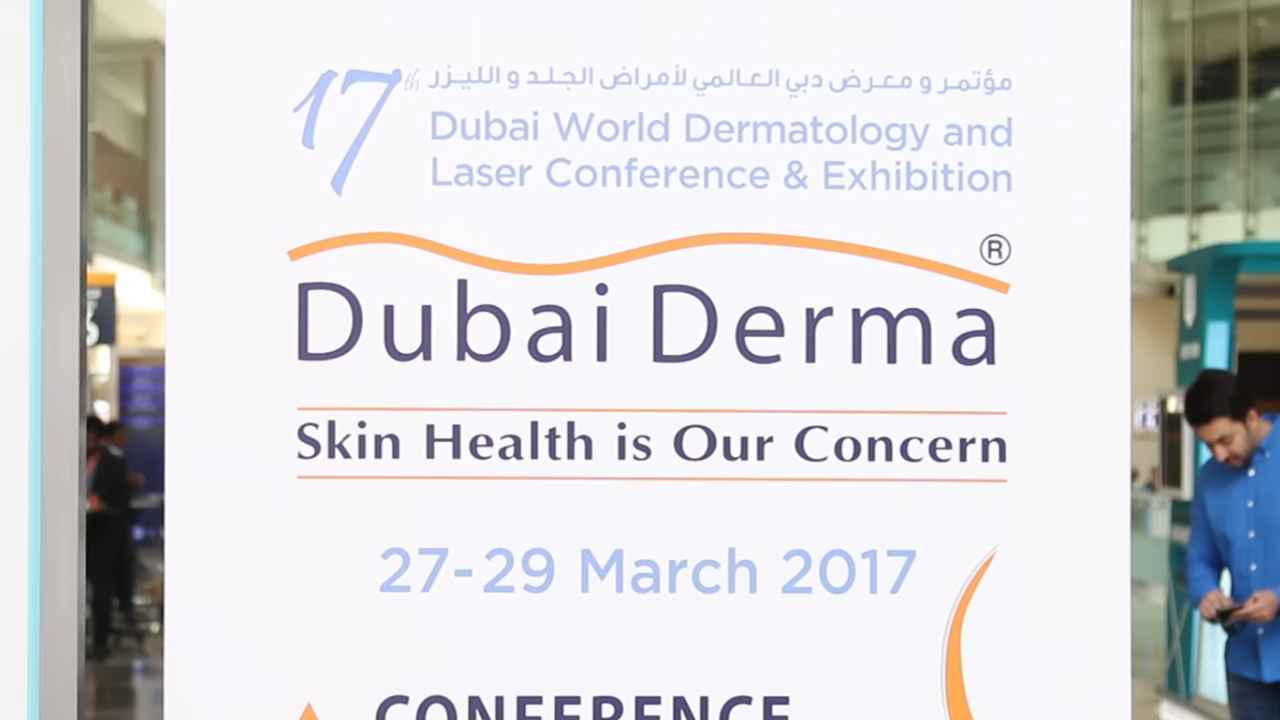 17th
مؤتمر و معرض دبي العالمي لأمراض الجلد و الليزر
Dubai World Dermatology and
Laser Conference & Exhibition
®
Dubai Derma
Skin Health is Our Concern
27-29 March 2017
CONFERENCE